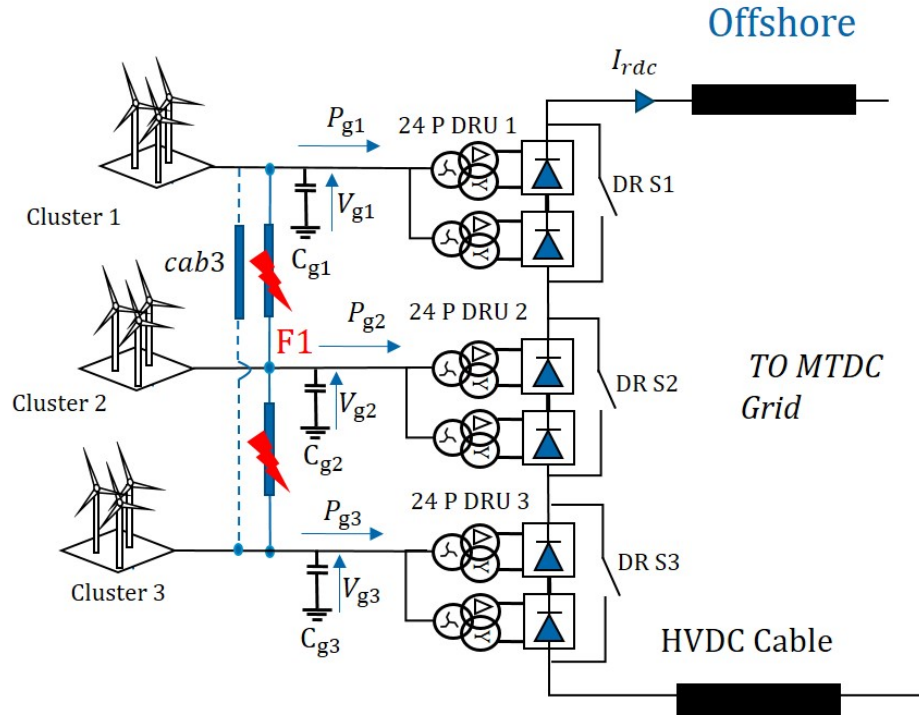 Offshore
I_rdc
P_g1
24 P DRU 1
Δ
Y
DR S1
V_g1
C_g1
Δ
Y
Cluster 1
cab3
F1
P_g2
24 P DRU 2
Δ
Y
DR S2
TO MTDC
Grid
V_g2
C_g2
Δ
Y
Cluster 2
P_g3
24 P DRU 3
Δ
Y
DR S3
V_g3
C_g3
Δ
Y
Cluster 3
HVDC Cable